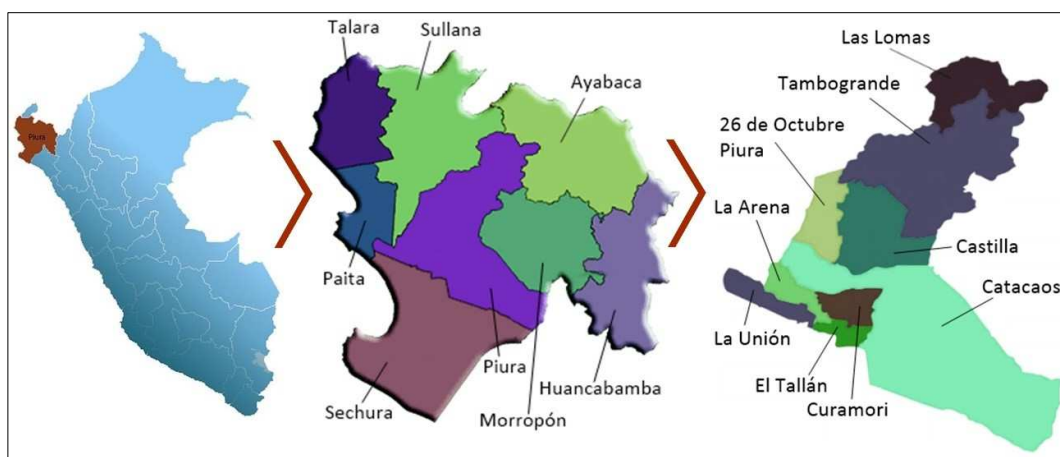 Piura
Talara
Sullana
Ayabaca
Paita
Sechura
Piura
Morropón
Huancabamba
Las Lomas
Tambogrande
26 de Octubre
Piura
La Arena
Castilla
Catacaos
La Unión
El Tallán
Curamori